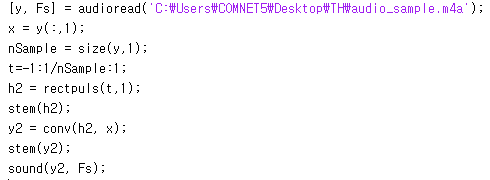 [y, Fs] = audioread('C:₩Users₩COMNET5₩Desktop₩TH₩audio_sample.m4a');
x = y(:,1);
nSample = size(y,1);
t=-1:1/nSample:1;
h2 = rectpuls(t,1);
stem(h2);
y2 = conv(h2, x);
stem(y2);
sound(y2, Fs);